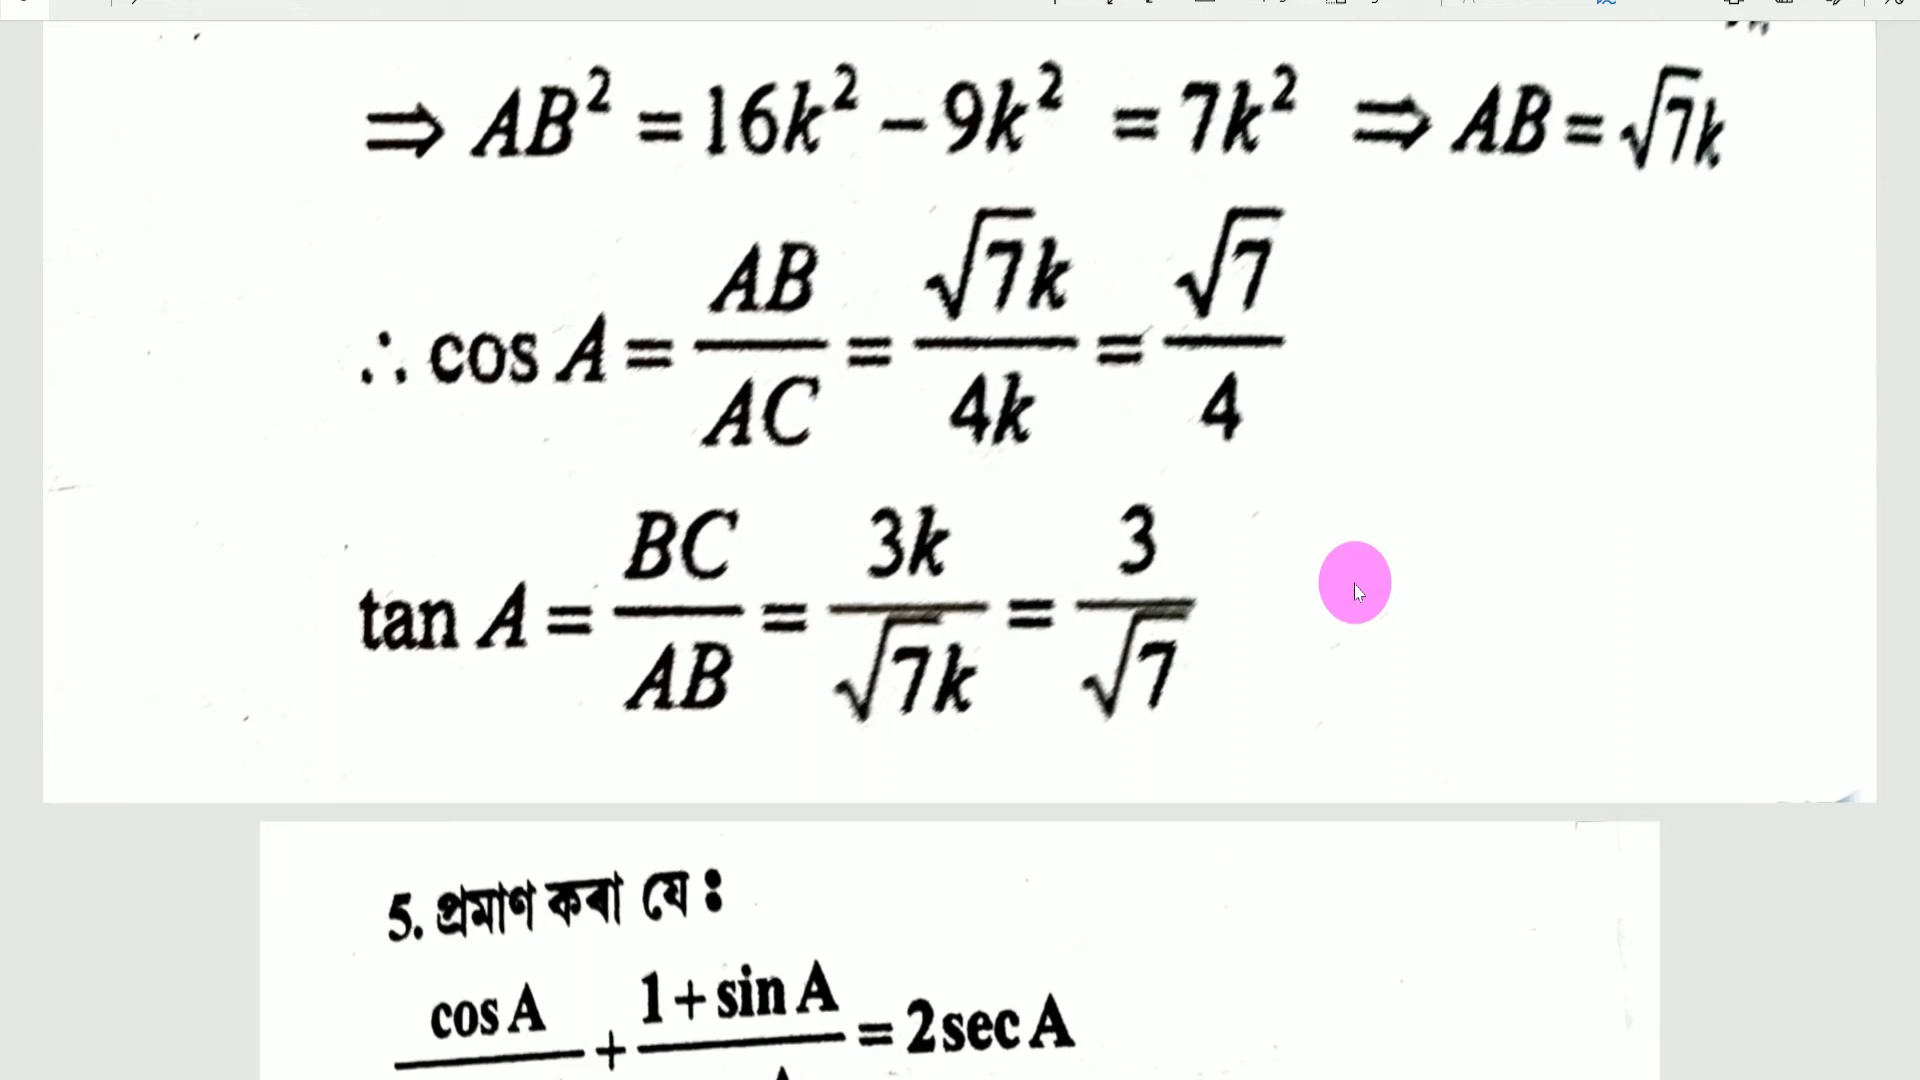 ⇒ AB² = 16k² − 9k² = 7k² ⇒ AB = √7k
∴ cos A = AB/AC = √7k/4k = √7/4
tan A = BC/AB = 3k/√7k = 3/√7
5. প্ৰমাণ কৰা যে :
cos A + 1 + sin A = 2 sec A